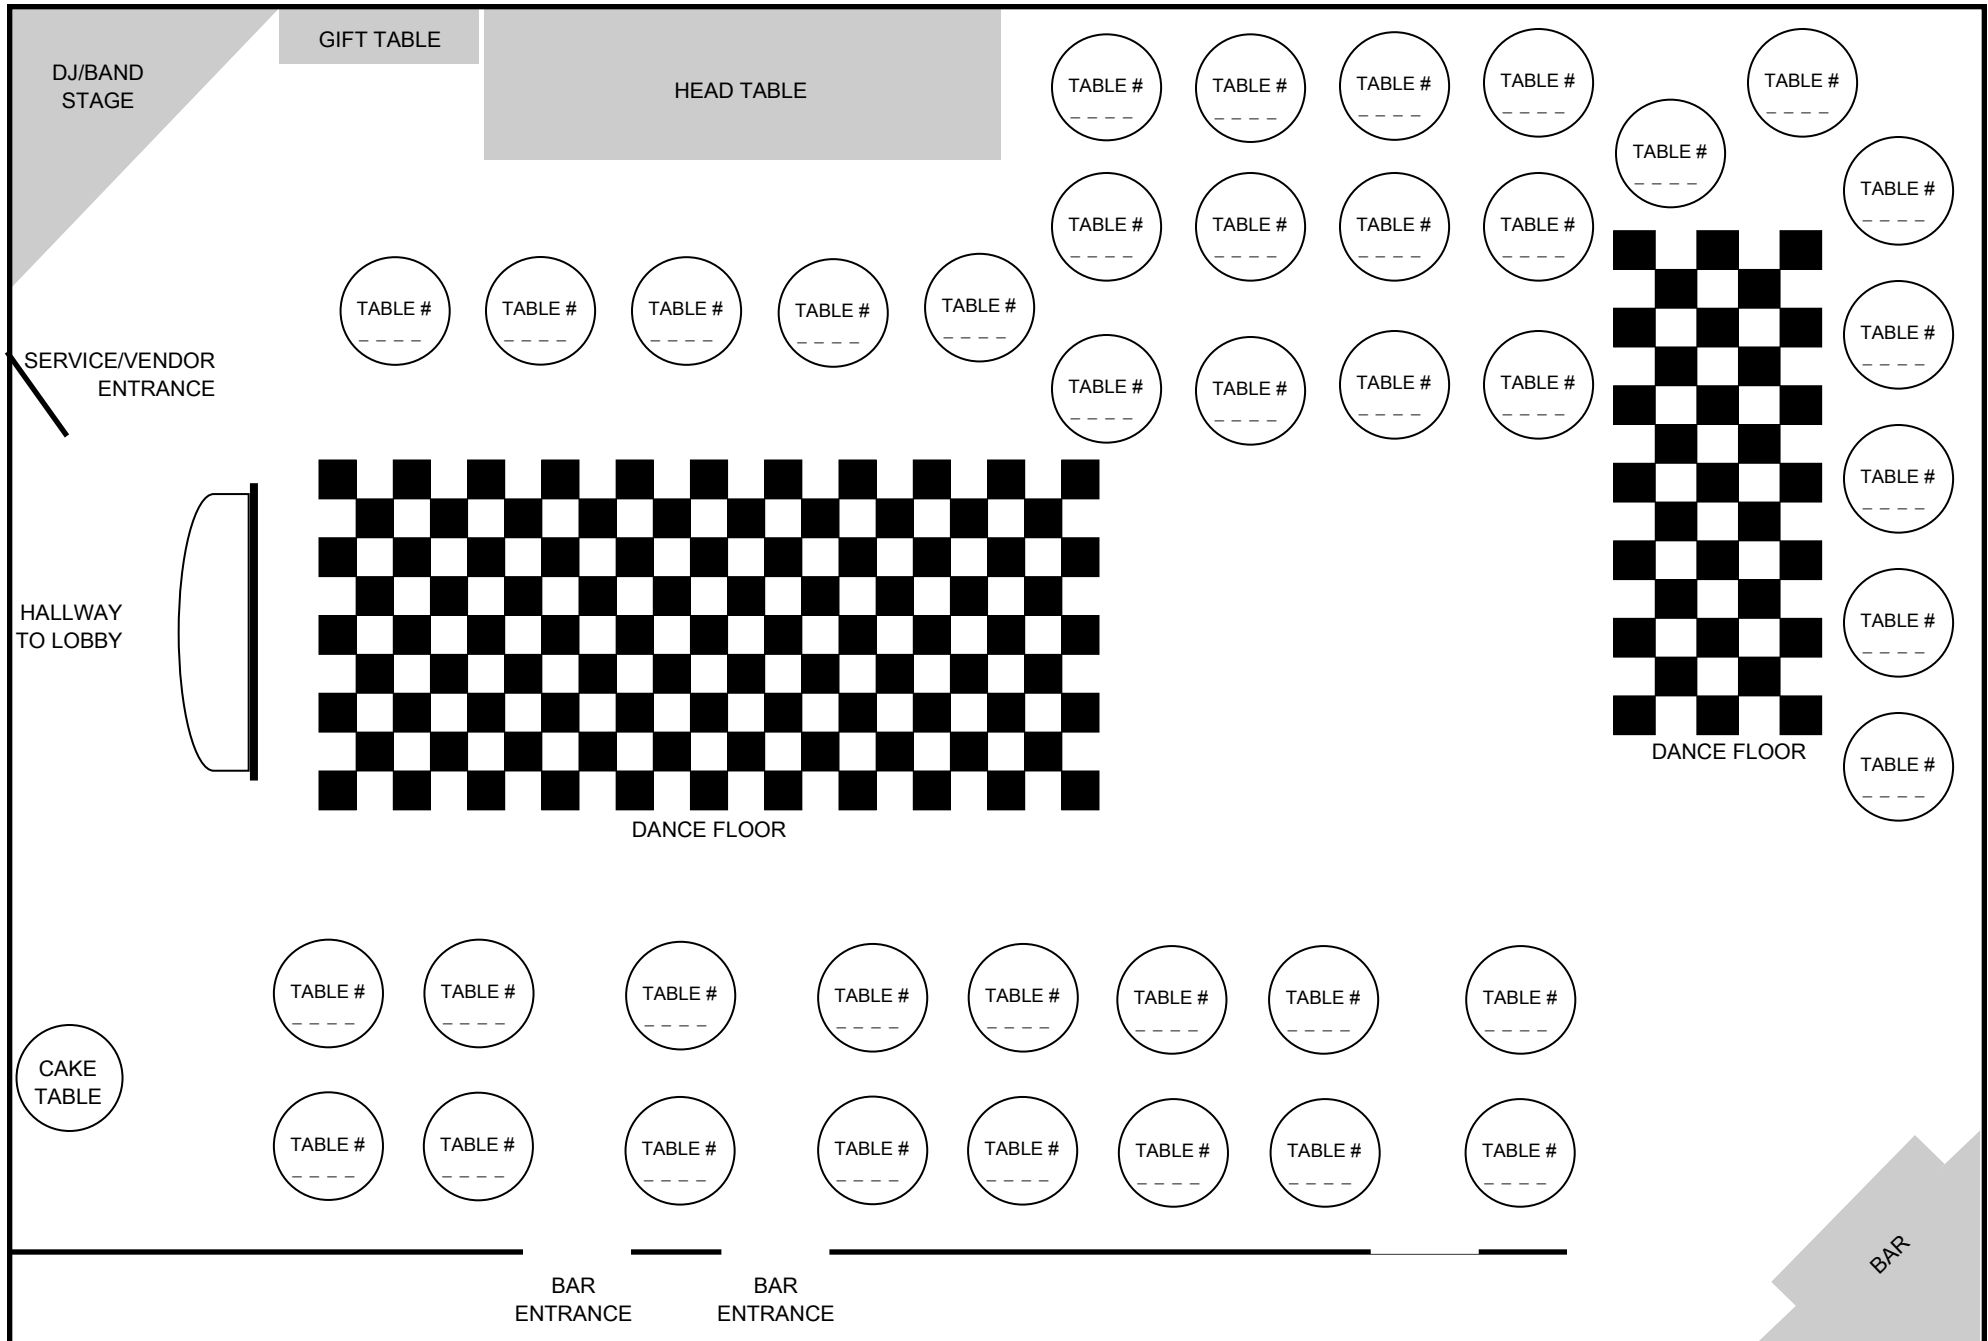 DJ/BAND
STAGE
GIFT TABLE
HEAD TABLE
TABLE #
_ _ _ _
TABLE #
_ _ _ _
TABLE #
_ _ _ _
TABLE #
_ _ _ _
TABLE #
_ _ _ _
TABLE #
_ _ _ _
TABLE #
_ _ _ _
TABLE #
_ _ _ _
TABLE #
_ _ _ _
TABLE #
_ _ _ _
TABLE #
_ _ _ _
TABLE #
_ _ _ _
TABLE #
_ _ _ _
TABLE #
_ _ _ _
TABLE #
_ _ _ _
TABLE #
_ _ _ _
TABLE #
_ _ _ _
TABLE #
_ _ _ _
SERVICE/VENDOR
ENTRANCE
TABLE #
_ _ _ _
TABLE #
_ _ _ _
TABLE #
_ _ _ _
TABLE #
_ _ _ _
TABLE #
_ _ _ _
HALLWAY
TO LOBBY
TABLE #
_ _ _ _
DANCE FLOOR
TABLE #
_ _ _ _
DANCE FLOOR
TABLE #
_ _ _ _
TABLE #
_ _ _ _
TABLE #
_ _ _ _
TABLE #
_ _ _ _
TABLE #
_ _ _ _
TABLE #
_ _ _ _
TABLE #
_ _ _ _
TABLE #
_ _ _ _
CAKE
TABLE
TABLE #
_ _ _ _
TABLE #
_ _ _ _
TABLE #
_ _ _ _
TABLE #
_ _ _ _
TABLE #
_ _ _ _
TABLE #
_ _ _ _
TABLE #
_ _ _ _
TABLE #
_ _ _ _
BAR
BAR
ENTRANCE
BAR
ENTRANCE